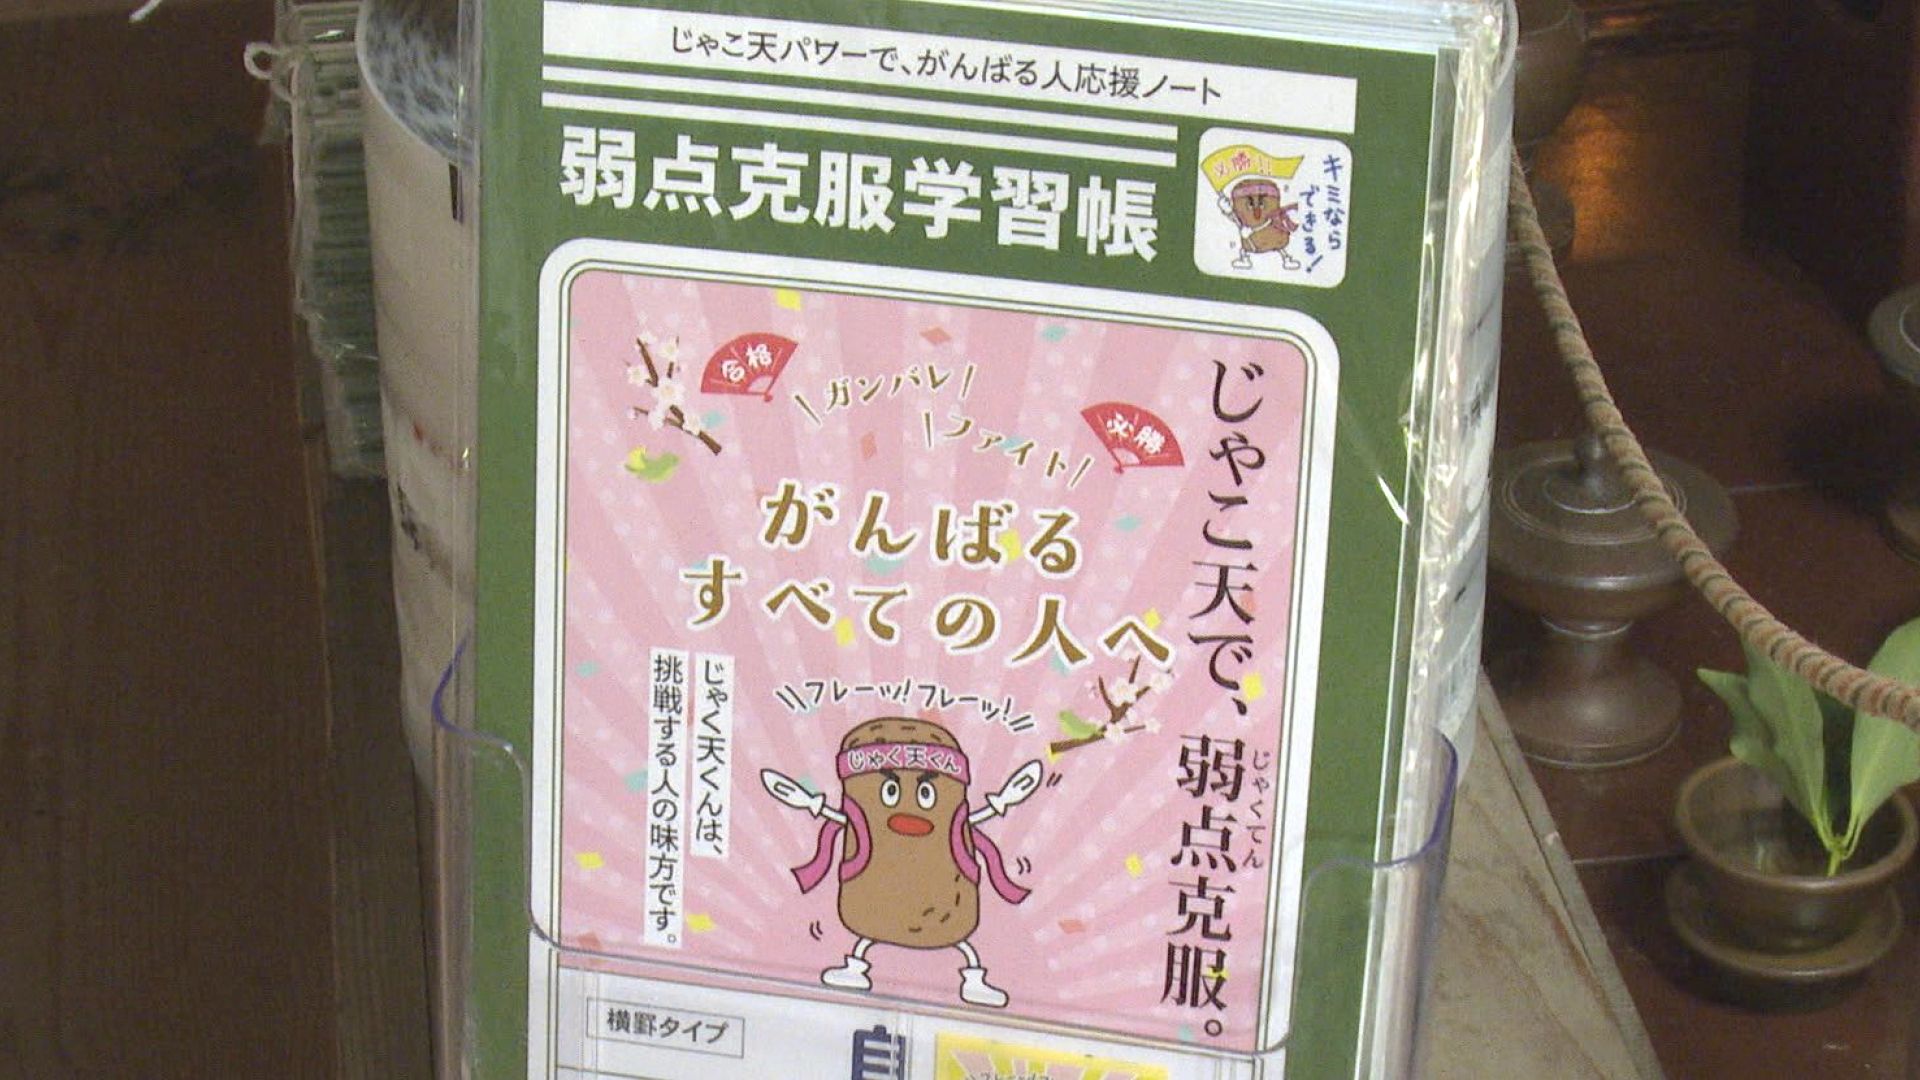 じゃこ天パワーで、がんばる人応援ノート
弱点克服学習帳
必勝!!
キミなら
できる!
合格
ガンバレ
ファイト
必勝
がんばる
すべての人へ
じゃこ天で、弱点克服。
じゃくてん
フレーッ!フレーッ!
じゃく天くん
じゃく天くんは、
挑戦する人の味方です。
横罫タイプ